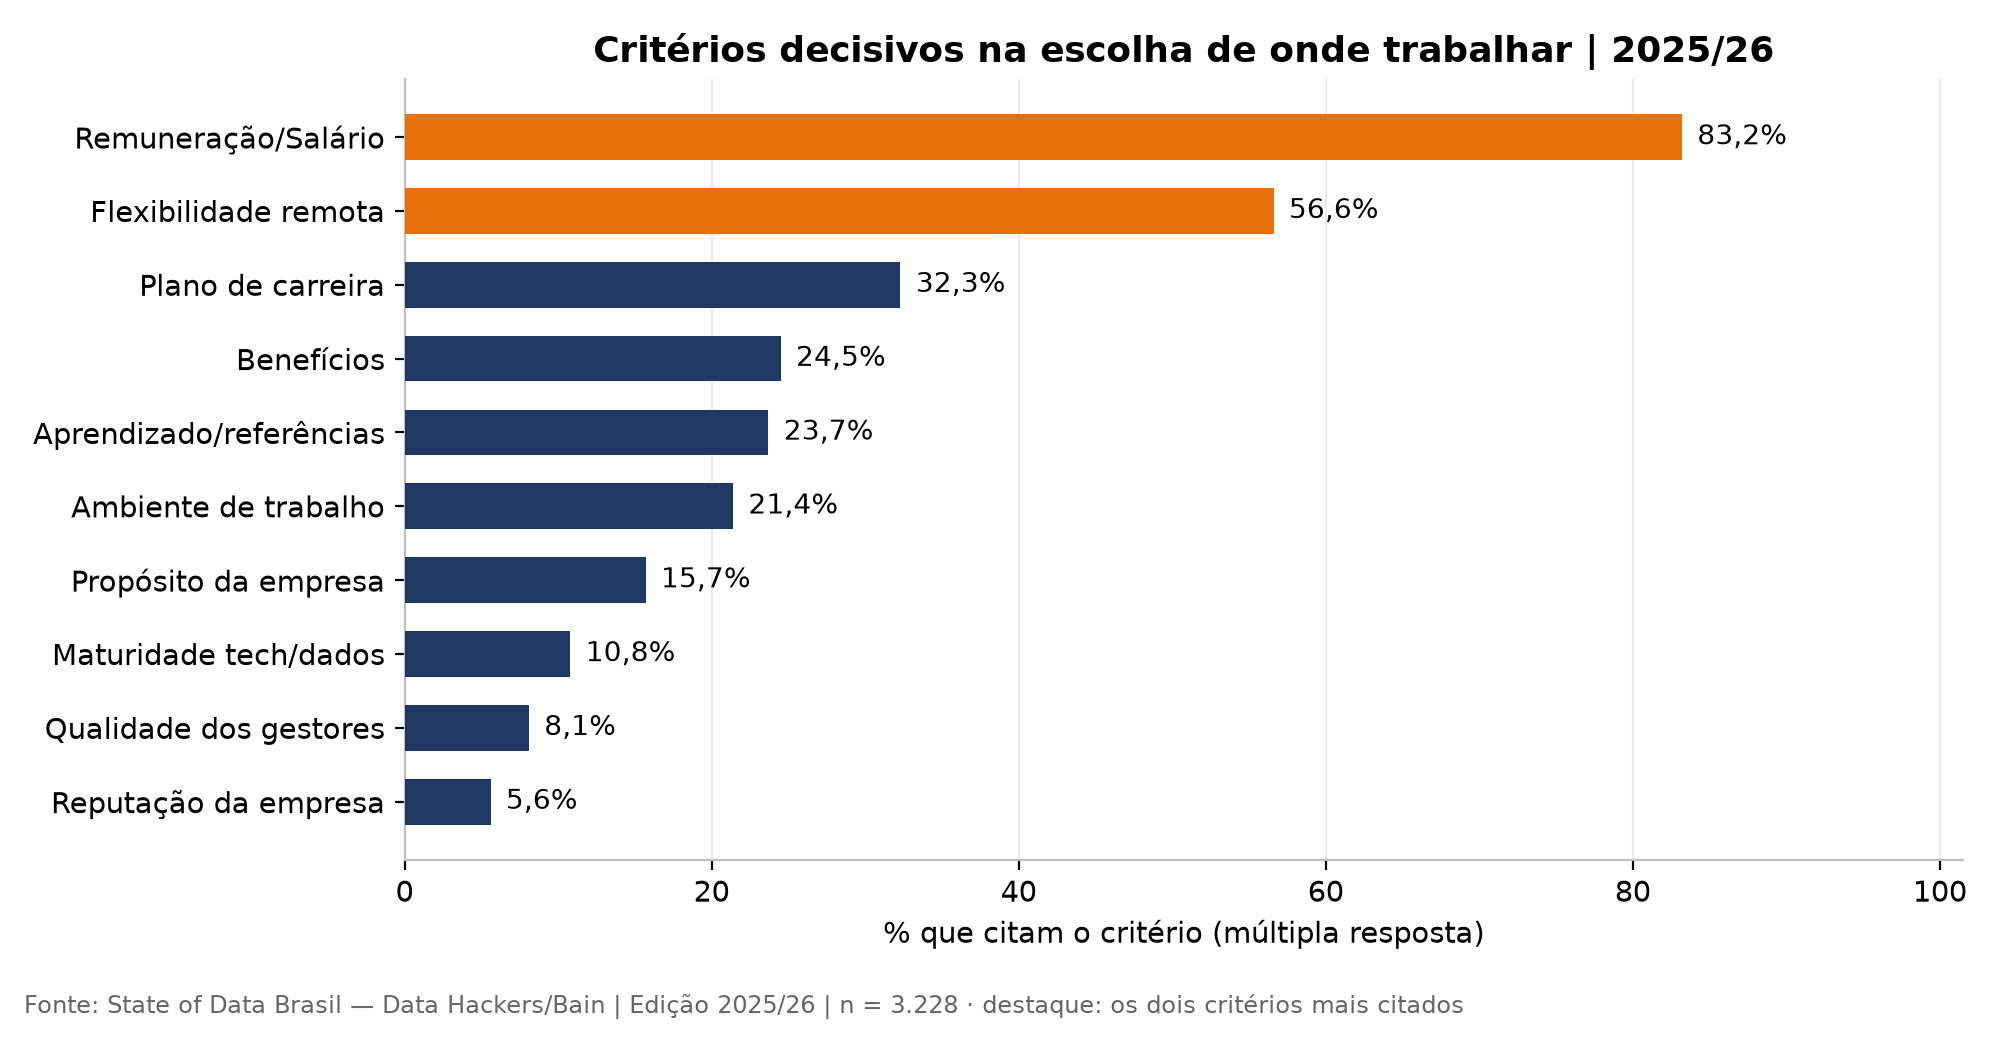 Critérios decisivos na escolha de onde trabalhar | 2025/26
Remuneração/Salário 83,2%
Flexibilidade remota 56,6%
Plano de carreira 32,3%
Benefícios 24,5%
Aprendizado/referências 23,7%
Ambiente de trabalho 21,4%
Propósito da empresa 15,7%
Maturidade tech/dados 10,8%
Qualidade dos gestores 8,1%
Reputação da empresa 5,6%
0 20 40 60 80 100
% que citam o critério (múltipla resposta)
Fonte: State of Data Brasil — Data Hackers/Bain | Edição 2025/26 | n = 3.228 · destaque: os dois critérios mais citados